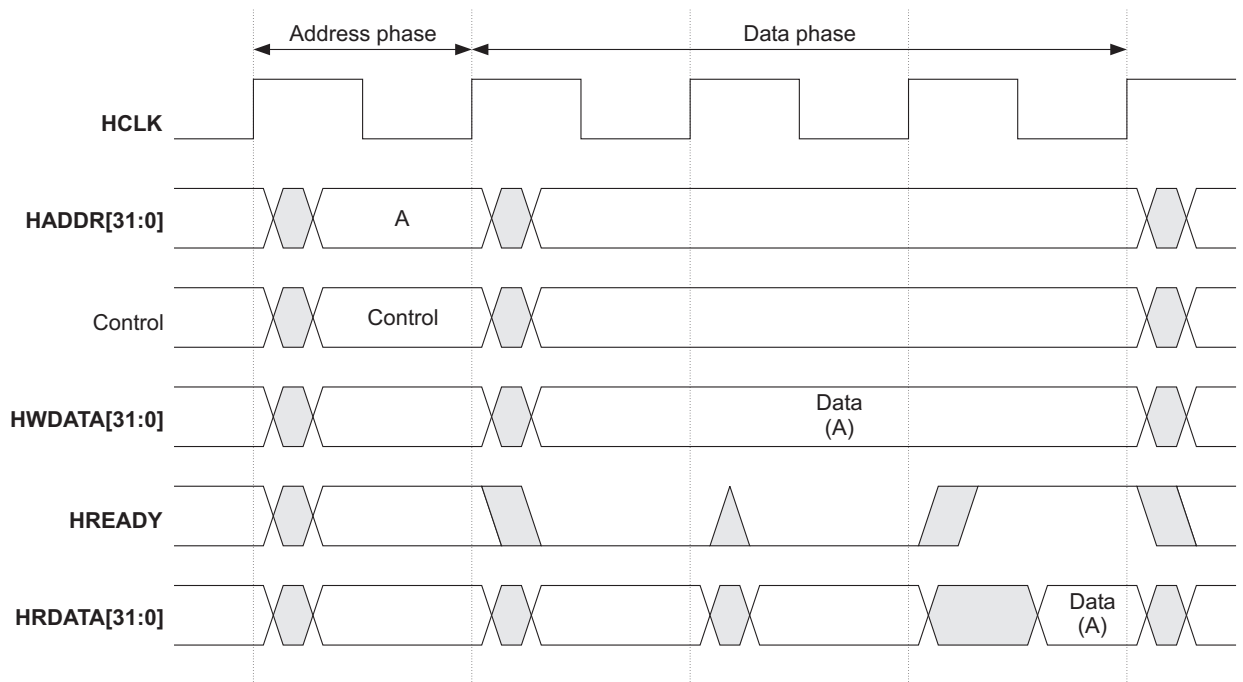 Address phase
Data phase
HCLK
HADDR[31:0]
A
Control
Control
HWDATA[31:0]
Data
(A)
HREADY
HRDATA[31:0]
Data
(A)